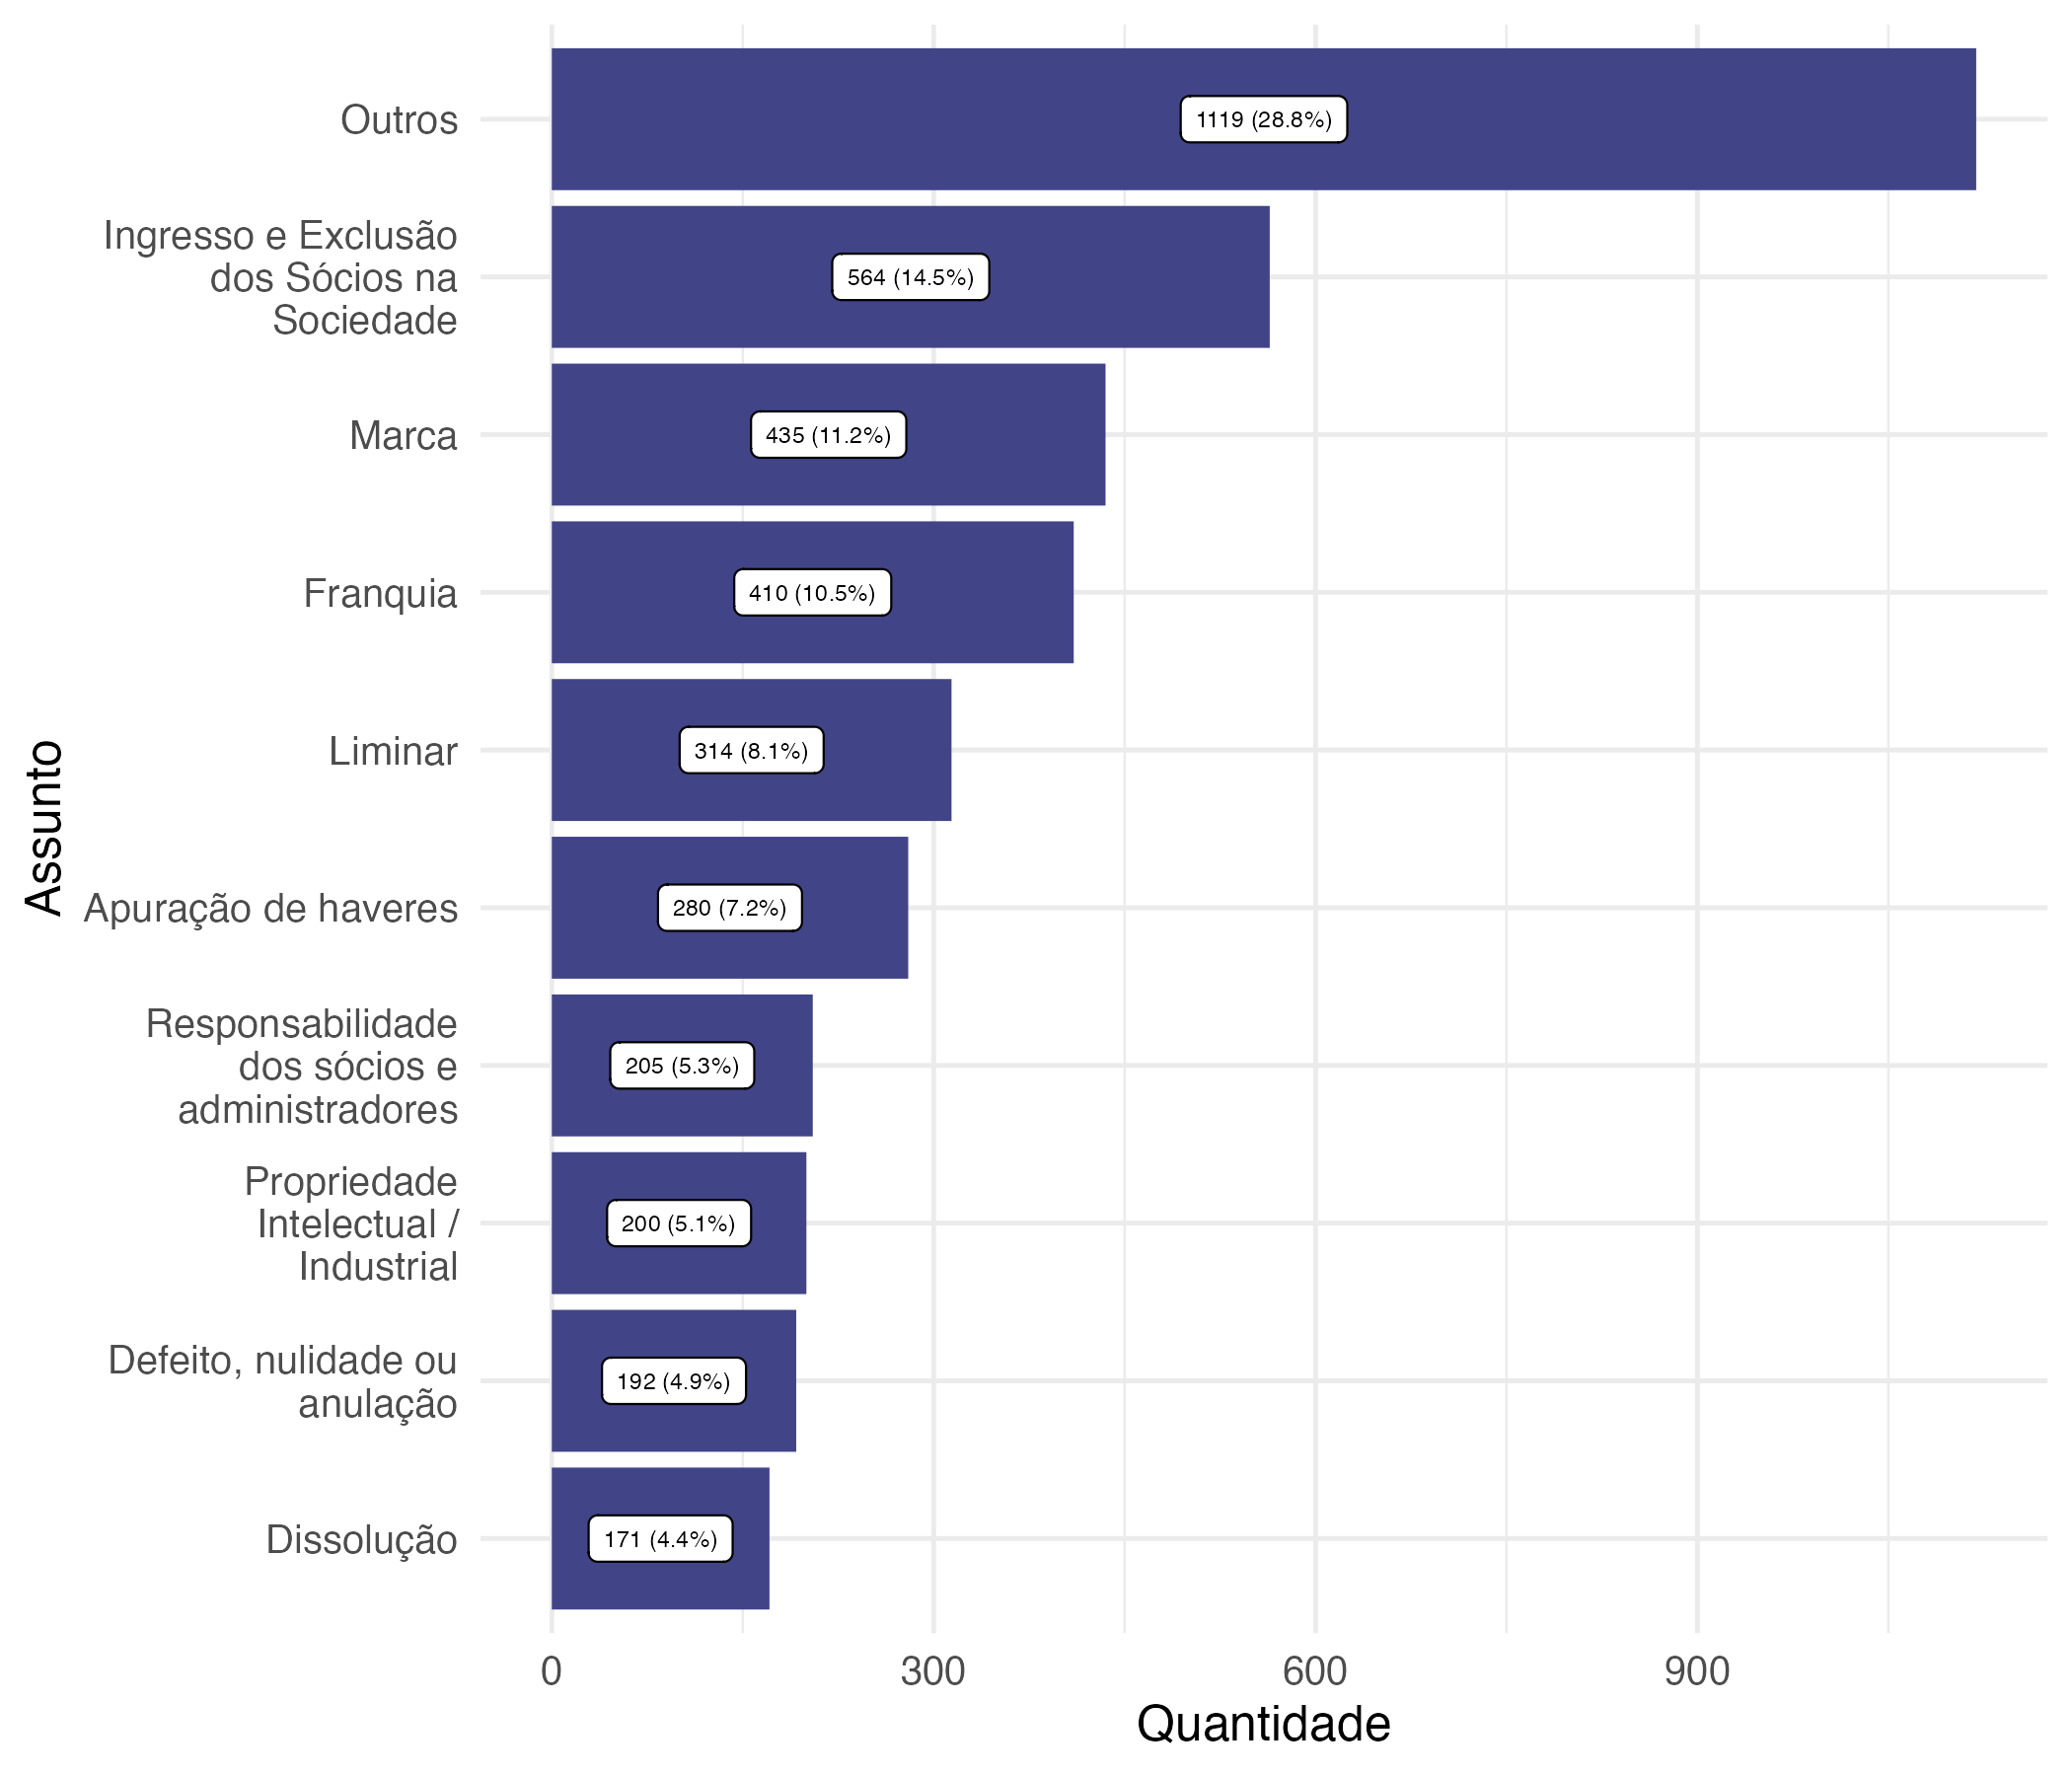 Outros
1119 (28.8%)
Ingresso e Exclusão
dos Sócios na
Sociedade
564 (14.5%)
Marca
435 (11.2%)
Franquia
410 (10.5%)
Liminar
314 (8.1%)
Apuração de haveres
280 (7.2%)
Responsabilidade
dos sócios e
administradores
205 (5.3%)
Propriedade
Intelectual /
Industrial
200 (5.1%)
Defeito, nulidade ou
anulação
192 (4.9%)
Dissolução
171 (4.4%)
Assunto
0 300 600 900
Quantidade